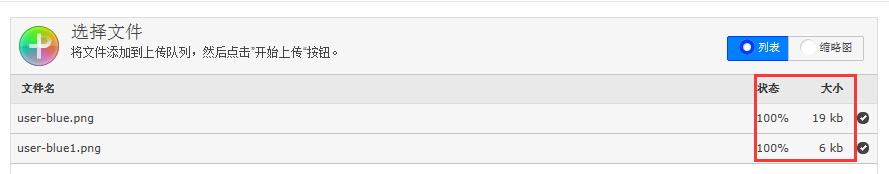 选择文件
将文件添加到上传队列，然后点击"开始上传"按钮。
列表 缩略图
文件名 状态 大小
user-blue.png 100% 19 kb
user-blue1.png 100% 6 kb